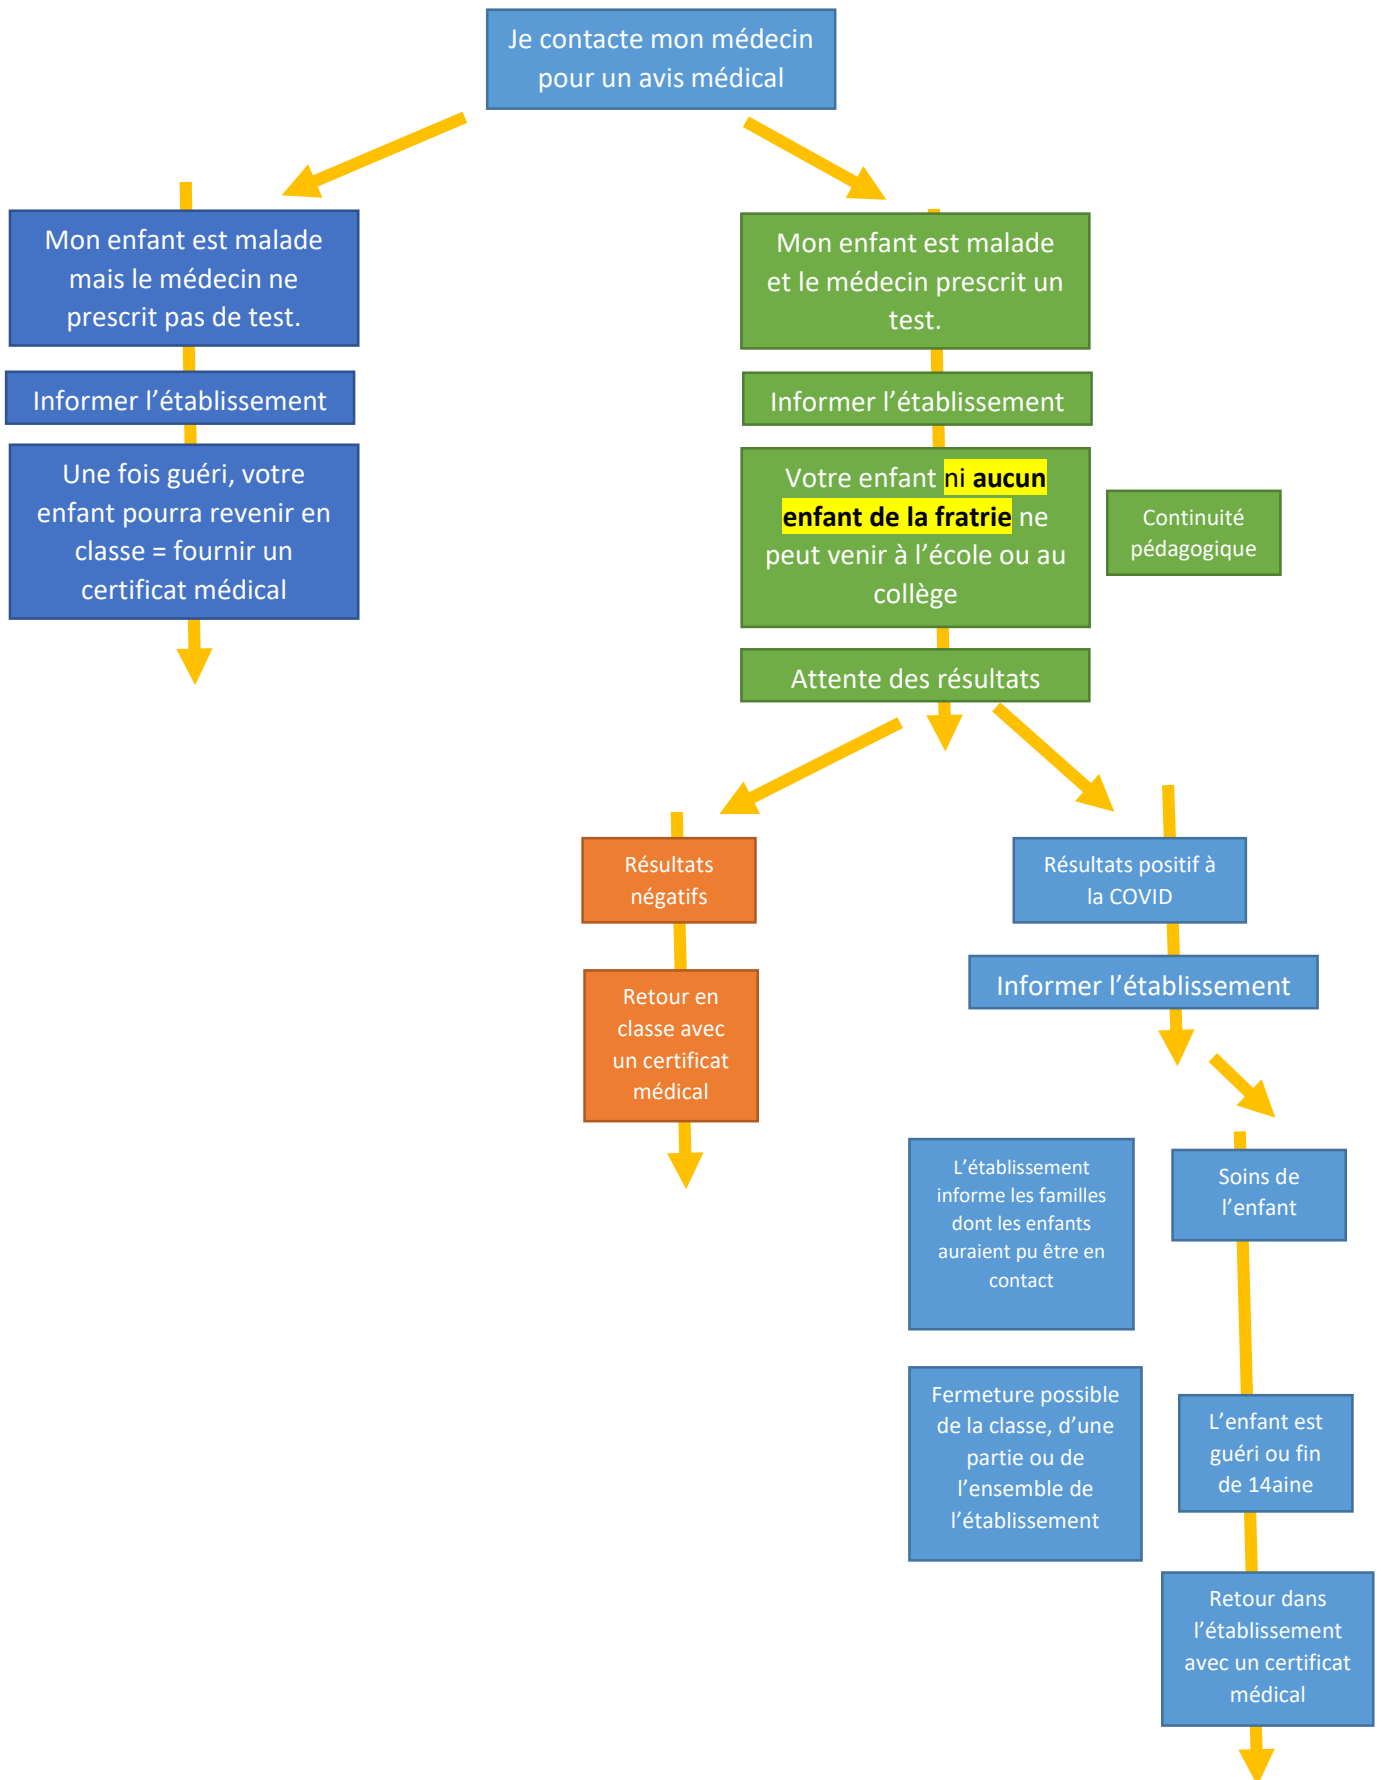 Je contacte mon médecin
pour un avis médical
Mon enfant est malade
mais le médecin ne
prescrit pas de test.
Informer l'établissement
Une fois guéri, votre
enfant pourra revenir en
classe = fournir un
certificat médical
Mon enfant est malade
et le médecin prescrit un
test.
Informer l'établissement
Votre enfant ni aucun
enfant de la fratrie ne
peut venir à l'école ou au
collège
Continuité
pédagogique
Attente des résultats
Résultats
négatifs
Retour en
classe avec
un certificat
médical
Résultats positif à
la COVID
Informer l'établissement
L'établissement
informe les familles
dont les enfants
auraient pu être en
contact
Soins de
l'enfant
Fermeture possible
de la classe, d'une
partie ou de
l'ensemble de
l'établissement
L'enfant est
guéri ou fin
de 14aine
Retour dans
l'établissement
avec un certificat
médical